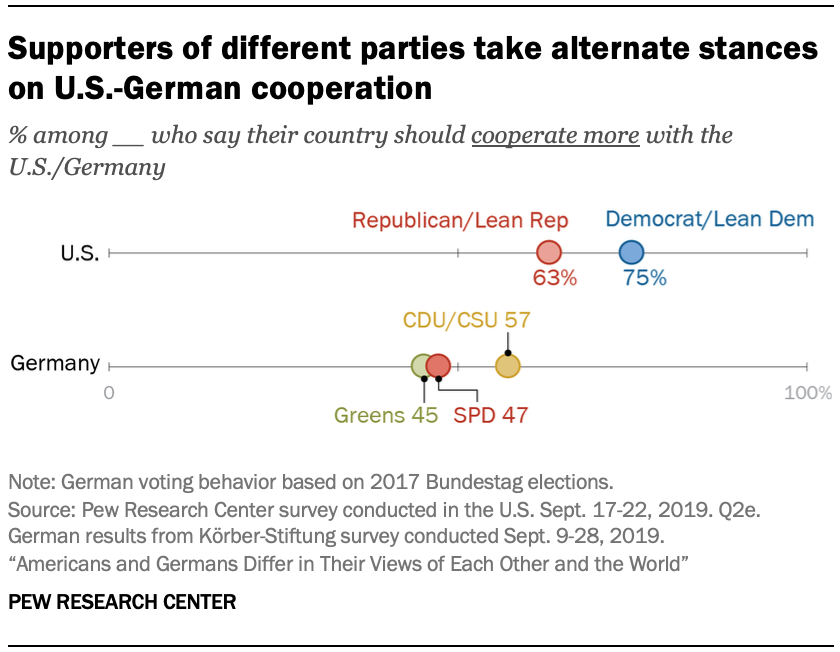 Supporters of different parties take alternate stances
on U.S.-German cooperation
% among __ who say their country should cooperate more with the
U.S./Germany
Republican/Lean Rep Democrat/Lean Dem
U.S.
63% 75%
CDU/CSU 57
Germany
0 100%
Greens 45 SPD 47
Note: German voting behavior based on 2017 Bundestag elections.
Source: Pew Research Center survey conducted in the U.S. Sept. 17-22, 2019. Q2e.
German results from Körber-Stiftung survey conducted Sept. 9-28, 2019.
“Americans and Germans Differ in Their Views of Each Other and the World”
PEW RESEARCH CENTER